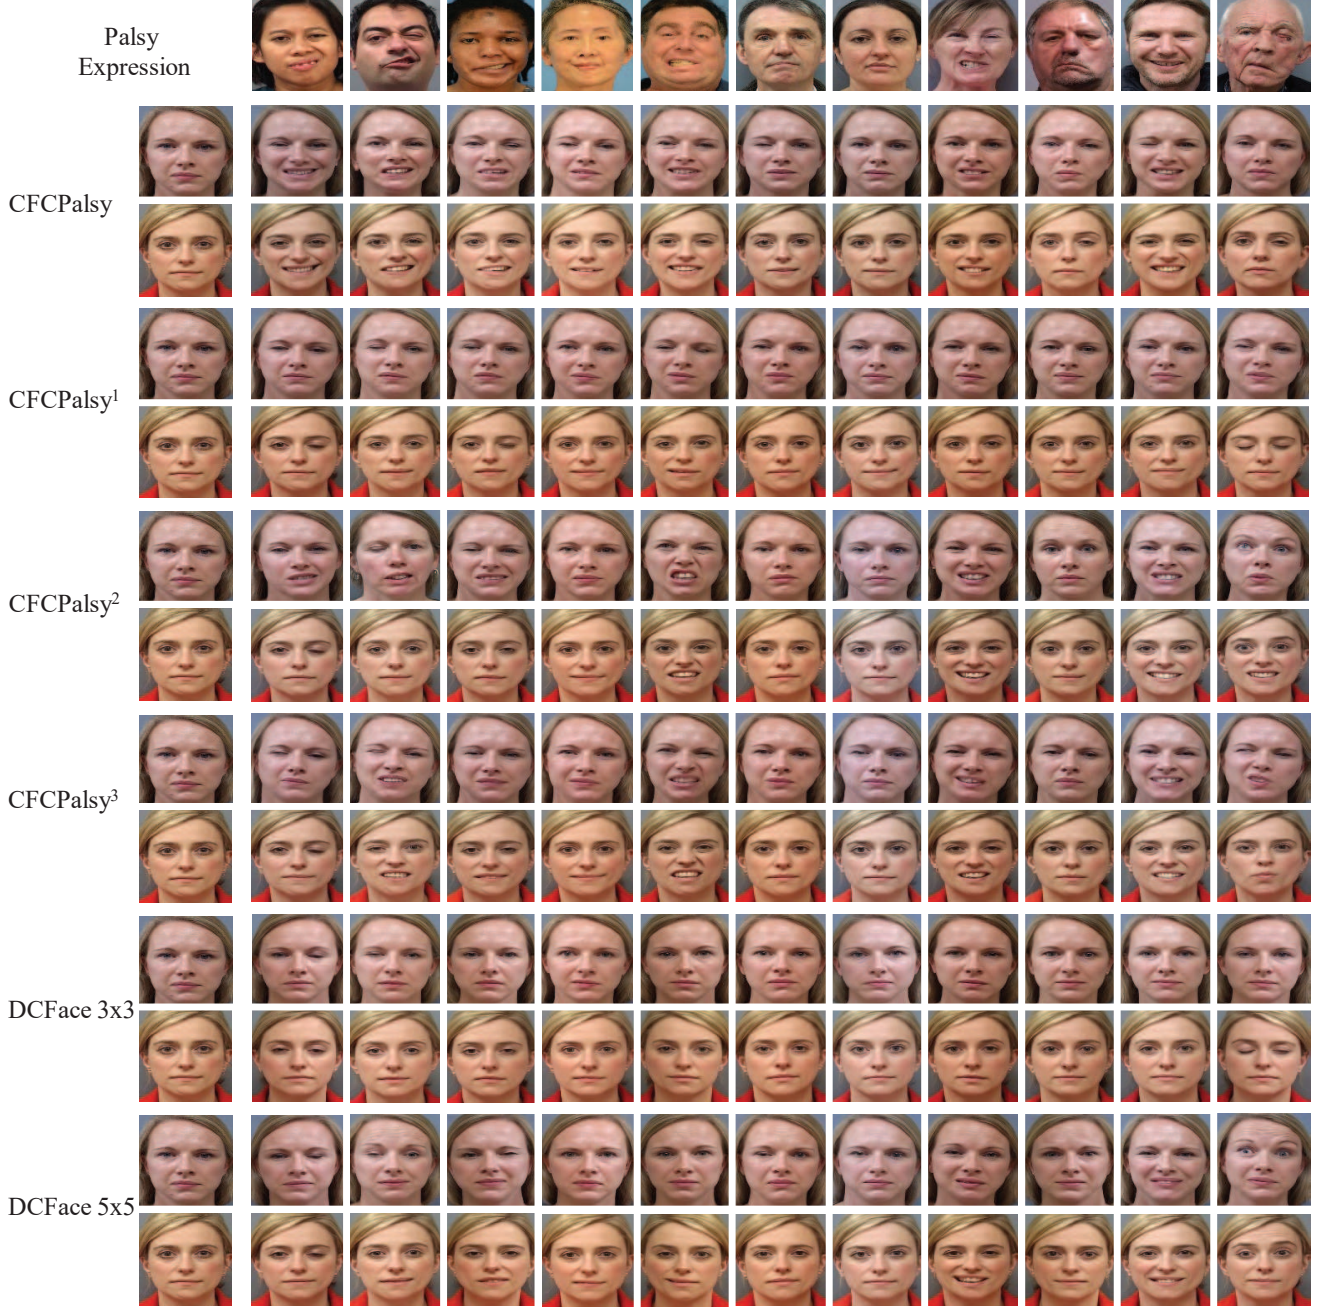 Palsy
Expression
CFCPalsy
CFCPalsy¹
CFCPalsy²
CFCPalsy³
DCFace 3x3
DCFace 5x5